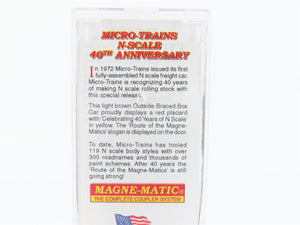 MICRO-TRAINS
N-SCALE
40TH ANNIVERSARY
In 1972 Micro-Trains issued its first
fully-assembled N scale freight car.
Micro-Trains is recognizing 40 years
of making N scale rolling stock with
this special release.
This light brown Outside Braced Box
Car proudly displays a red placard
with 'Celebrating 40 Years of N Scale'
in yellow. The 'Route of the Magne-
Matics' slogan is displayed on the door.
To date, Micro-Trains has tooled
119 N scale body styles with over
300 roadnames and thousands of
paint schemes. After 40 years the
'Route of the Magne-Matics' is still
going strong!
MAGNE-MATIC®
THE COMPLETE COUPLER SYSTEM